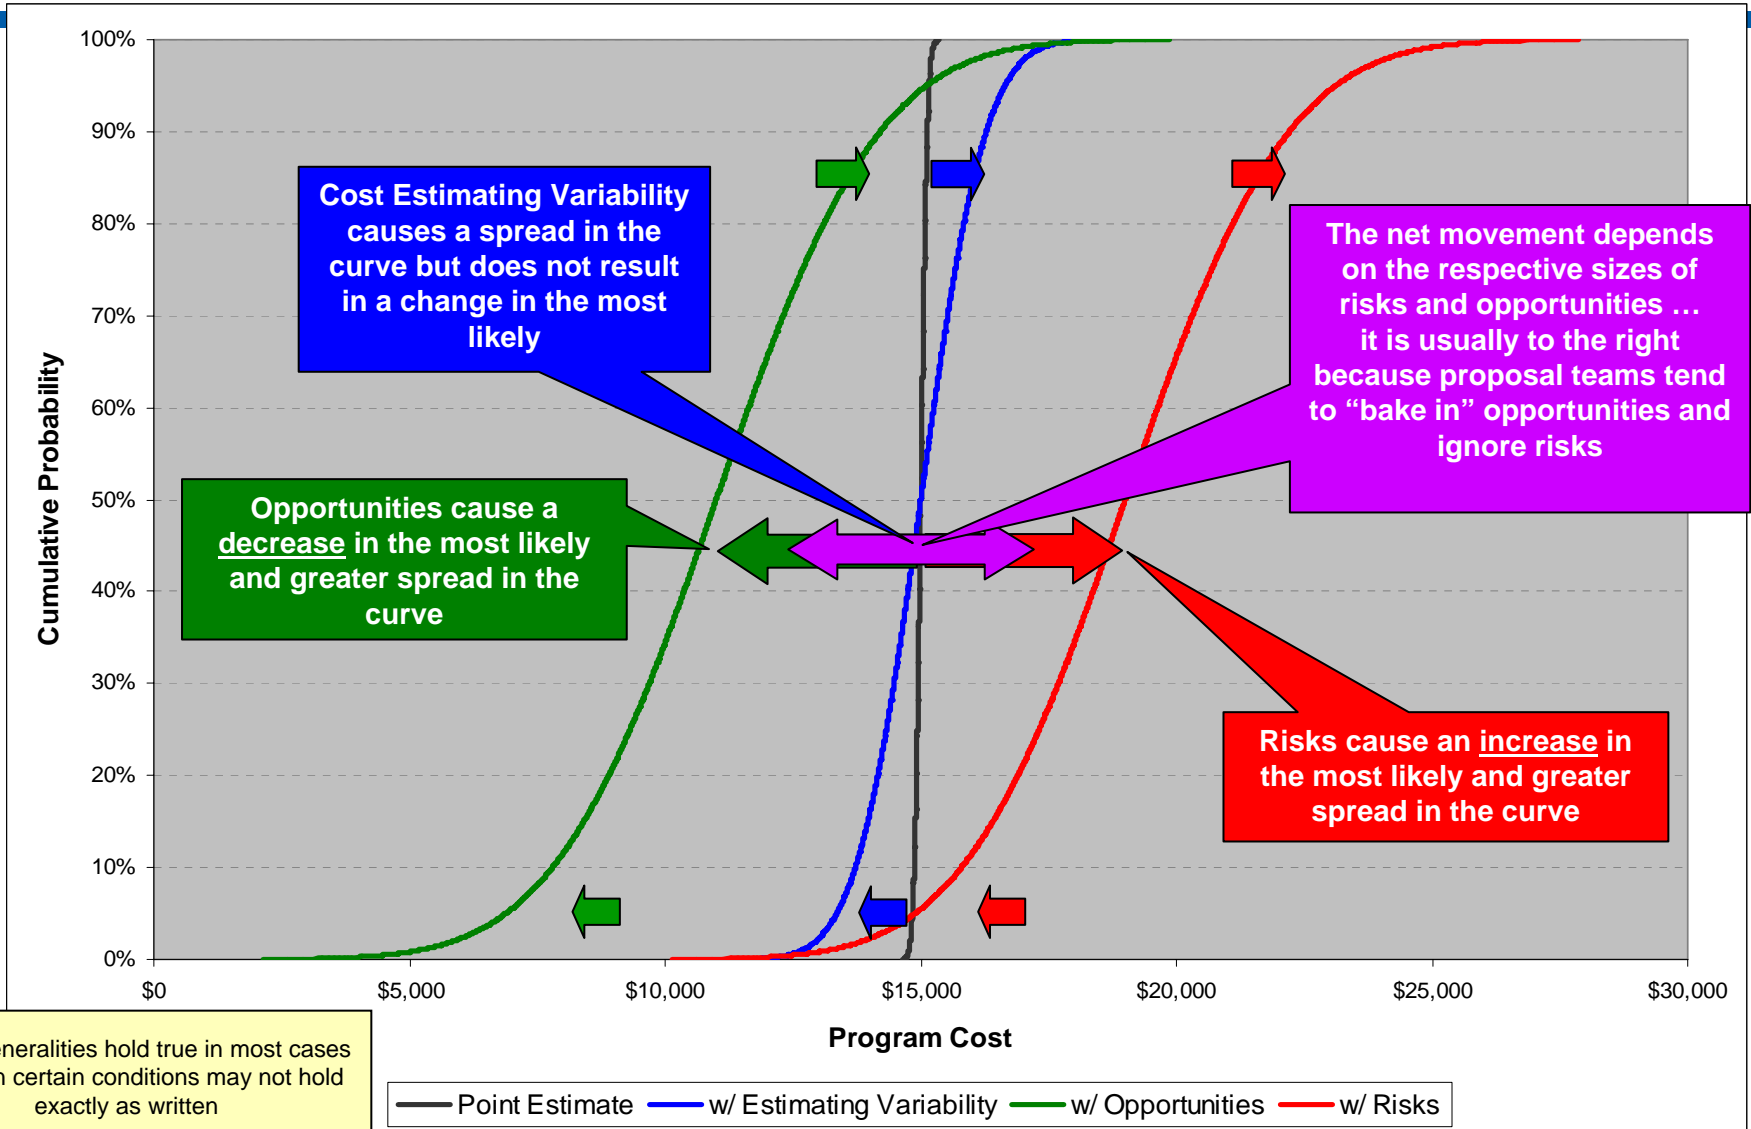 100%
90%
80%
70%
60%
50%
40%
30%
20%
10%
0%
Cumulative Probability
Cost Estimating Variability
causes a spread in the
curve but does not result
in a change in the most
likely
The net movement depends
on the respective sizes of
risks and opportunities …
it is usually to the right
because proposal teams tend
to “bake in” opportunities and
ignore risks
Opportunities cause a
decrease in the most likely
and greater spread in the
curve
Risks cause an increase in
the most likely and greater
spread in the curve
$0
$5,000
$10,000
$15,000
$20,000
$25,000
$30,000
Program Cost
hold true in most cases
certain conditions may not hold
exactly as written
Point Estimate
w/ Estimating Variability
w/ Opportunities
w/ Risks